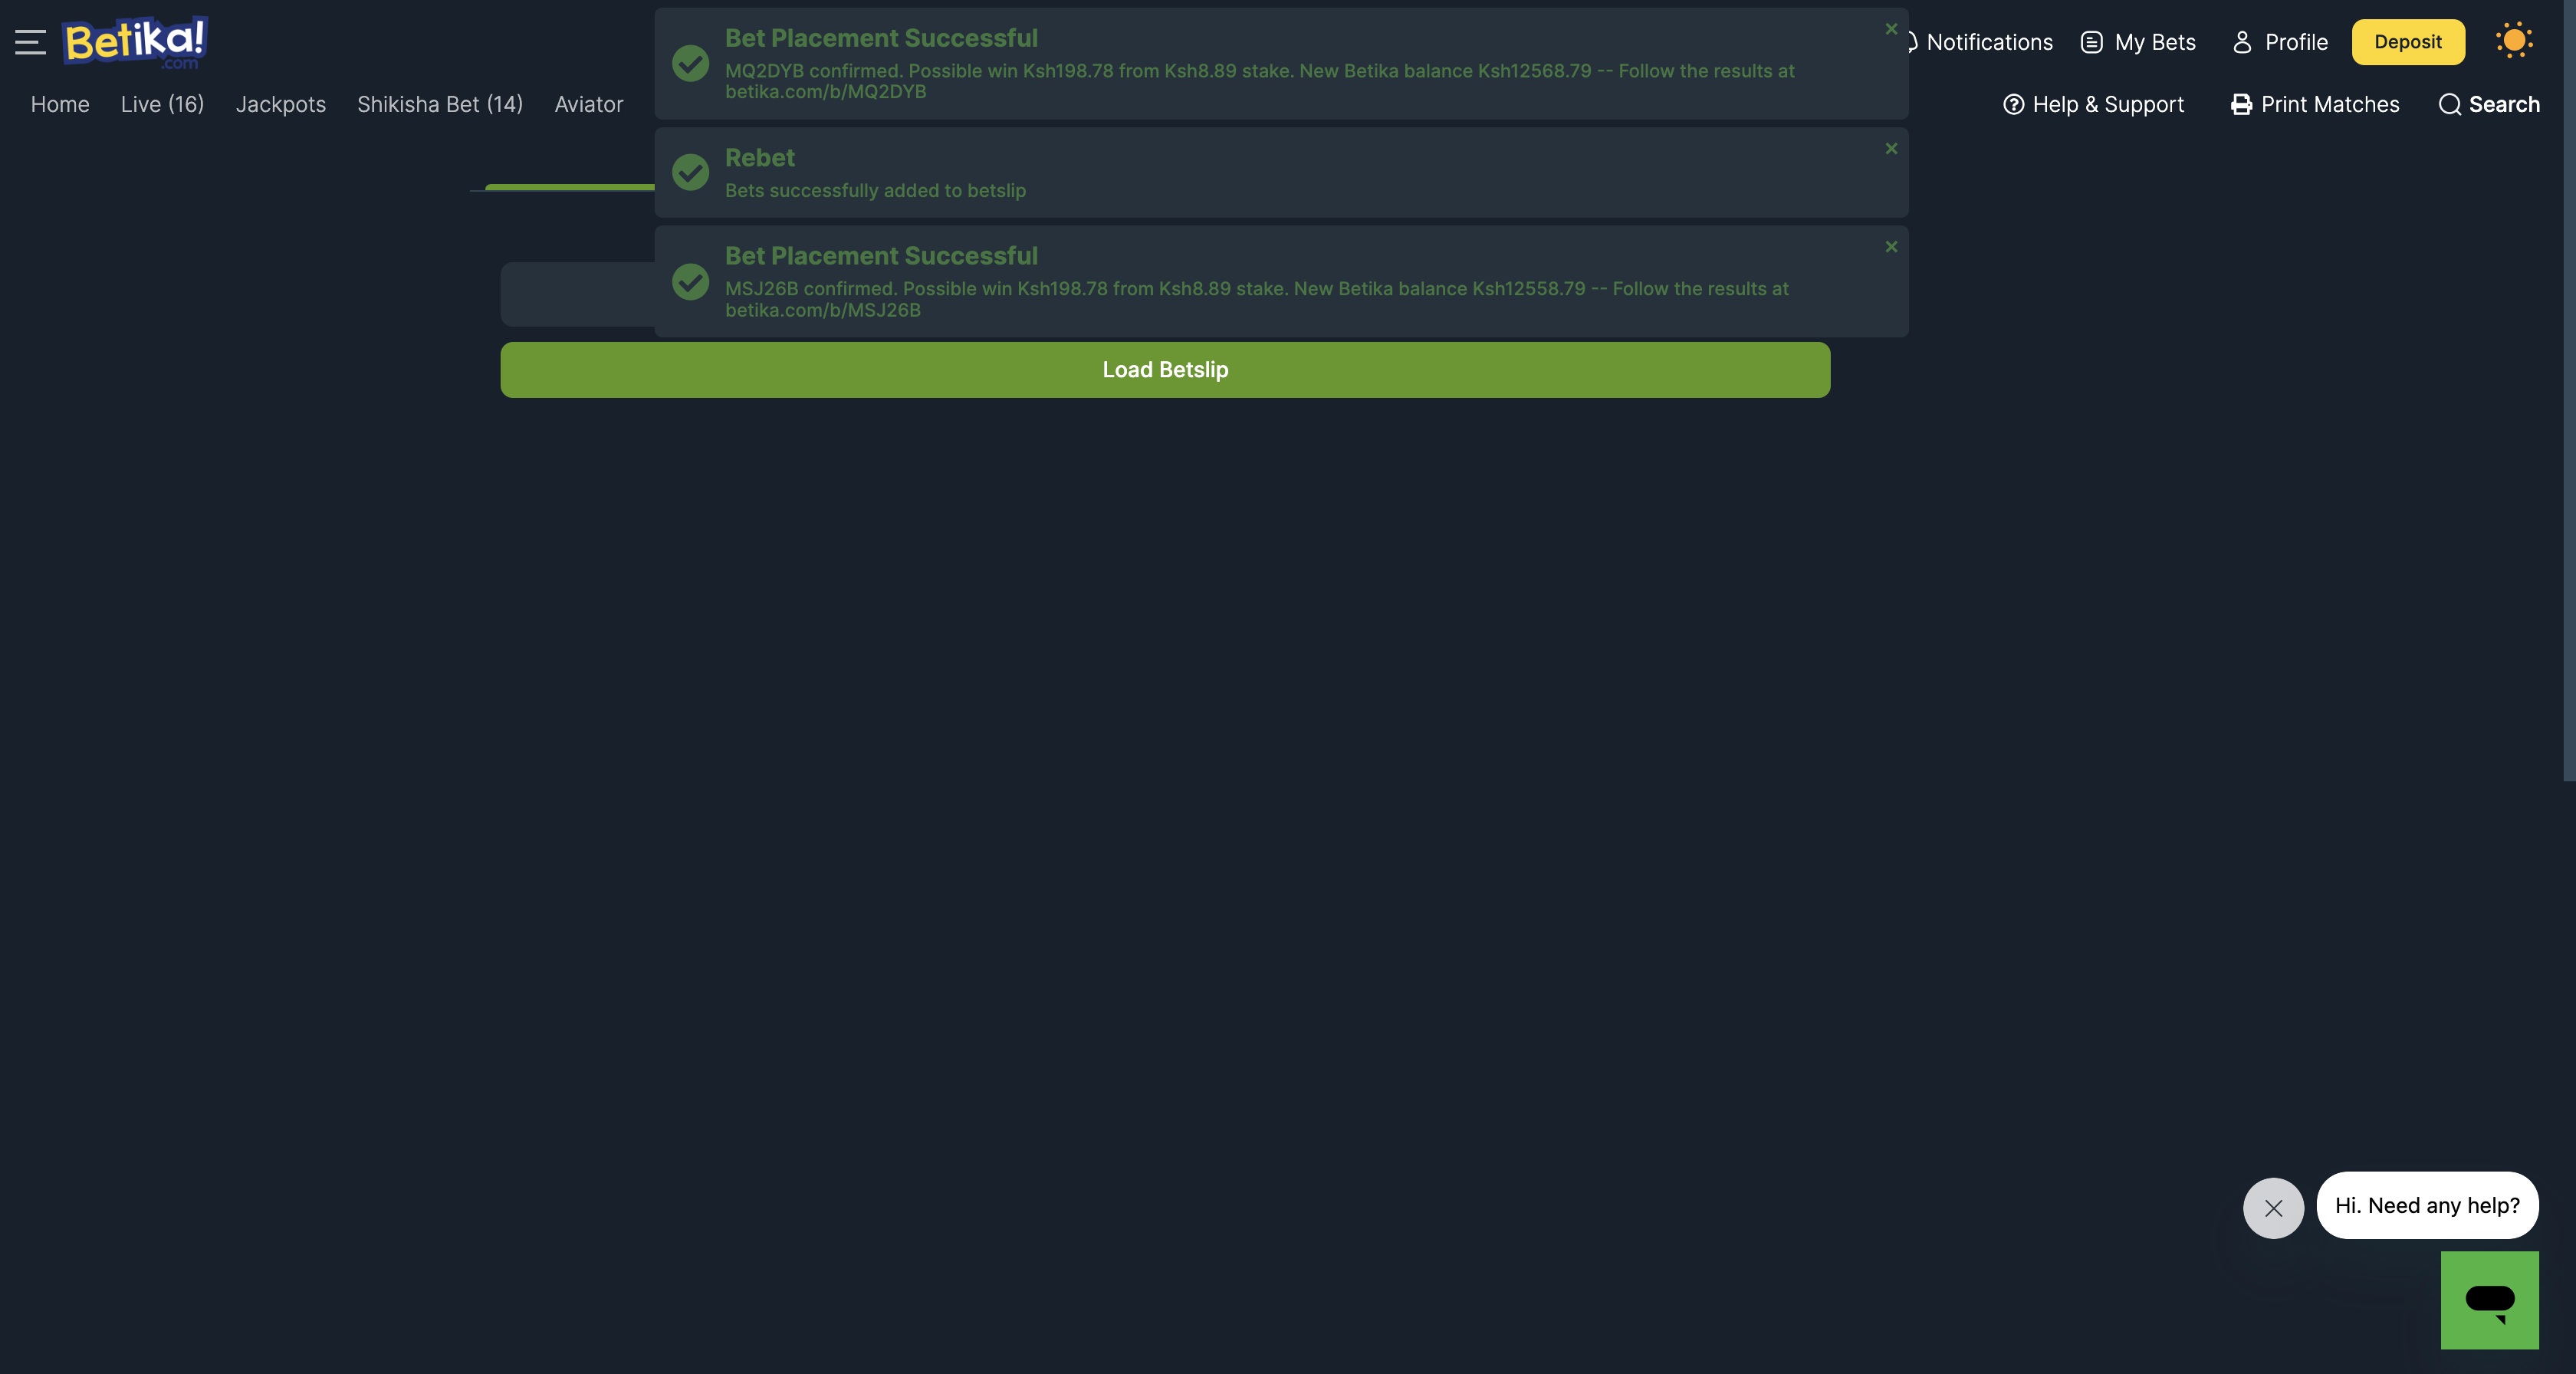 Betika!
.com
Notifications
My Bets
Profile
Deposit
Home
Live (16)
Jackpots
Shikisha Bet (14)
Aviator
Help & Support
Print Matches
Search
Bet Placement Successful
MQ2DYB confirmed. Possible win Ksh198.78 from Ksh8.89 stake. New Betika balance Ksh12568.79 -- Follow the results at
betika.com/b/MQ2DYB
Rebet
Bets successfully added to betslip
Bet Placement Successful
MSJ26B confirmed. Possible win Ksh198.78 from Ksh8.89 stake. New Betika balance Ksh12558.79 -- Follow the results at
betika.com/b/MSJ26B
Load Betslip
Hi. Need any help?